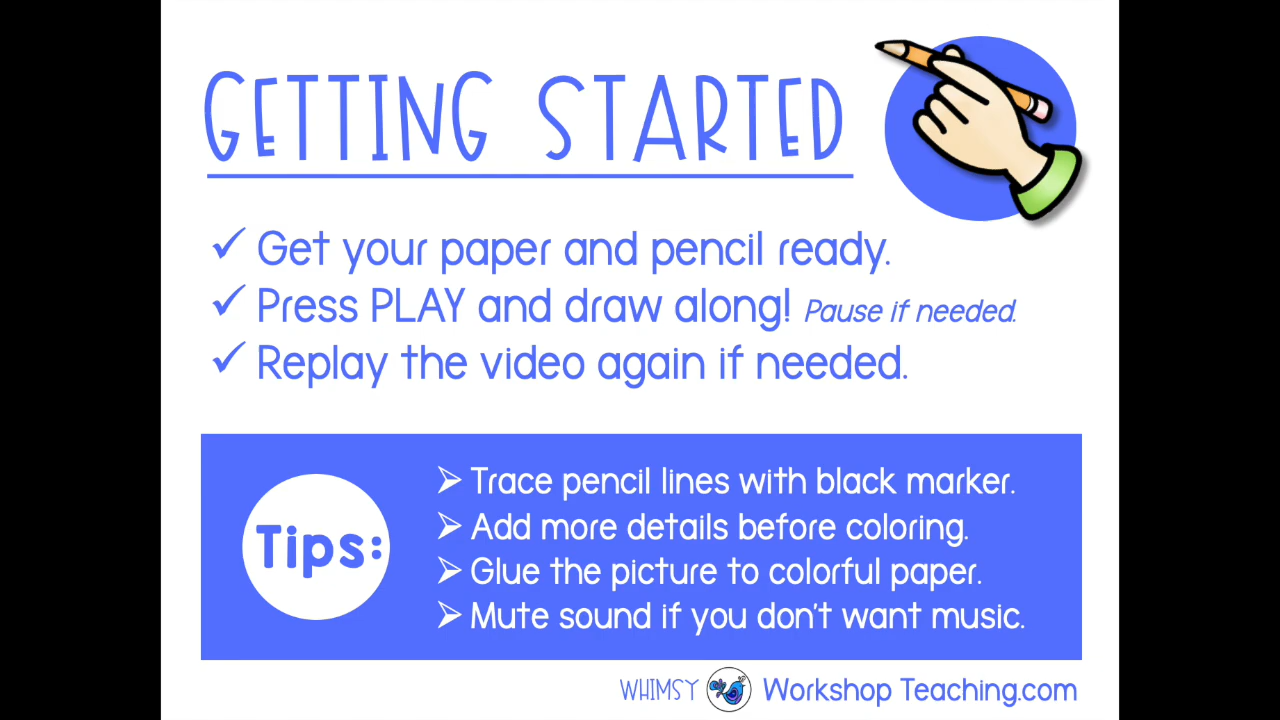 GETTING STARTED
Get your paper and pencil ready.
Press PLAY and draw along! Pause if needed.
Replay the video again if needed.
Tips:
Trace pencil lines with black marker.
Add more details before coloring.
Glue the picture to colorful paper.
Mute sound if you don't want music.
WHIMSY Workshop Teaching.com